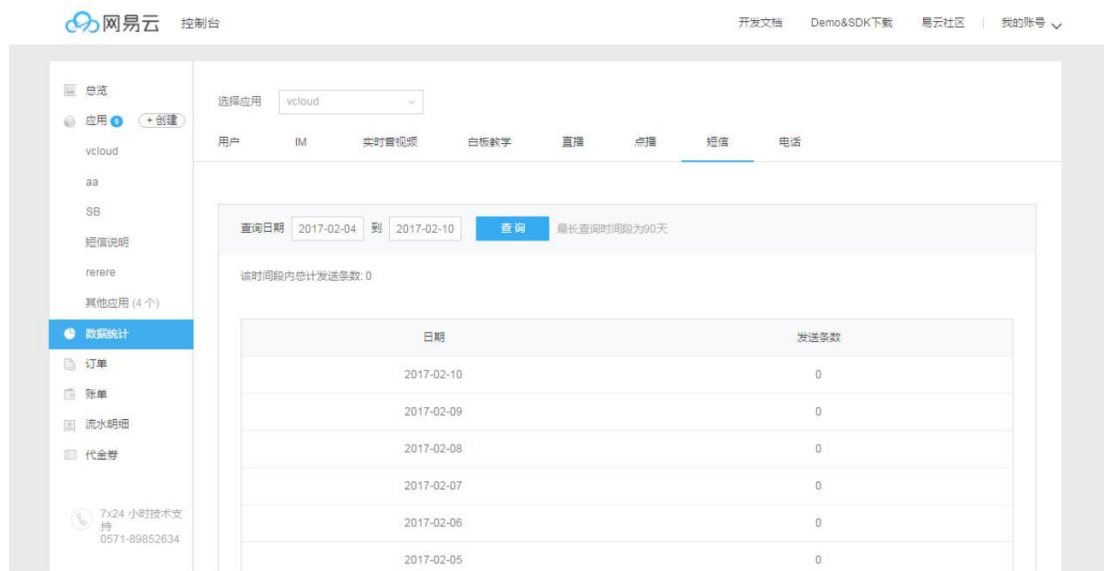 网易云 控制台 开发文档 Demo&SDK下载 易云社区 我的账号
总览
应用 9 +创建
vcloud
aa
SB
短信说明
rerere
其他应用 (4 个)
数据统计
订单
账单
流水明细
代金券
7x24 小时技术支
持
0571-89852634
选择应用 vcloud
用户 IM 实时音视频 白板教学 直播 点播 短信 电话
查询日期 2017-02-04 到 2017-02-10 查询 最长查询时间段为90天
该时间段内总计发送条数: 0
日期 发送条数
2017-02-10 0
2017-02-09 0
2017-02-08 0
2017-02-07 0
2017-02-06 0
2017-02-05 0